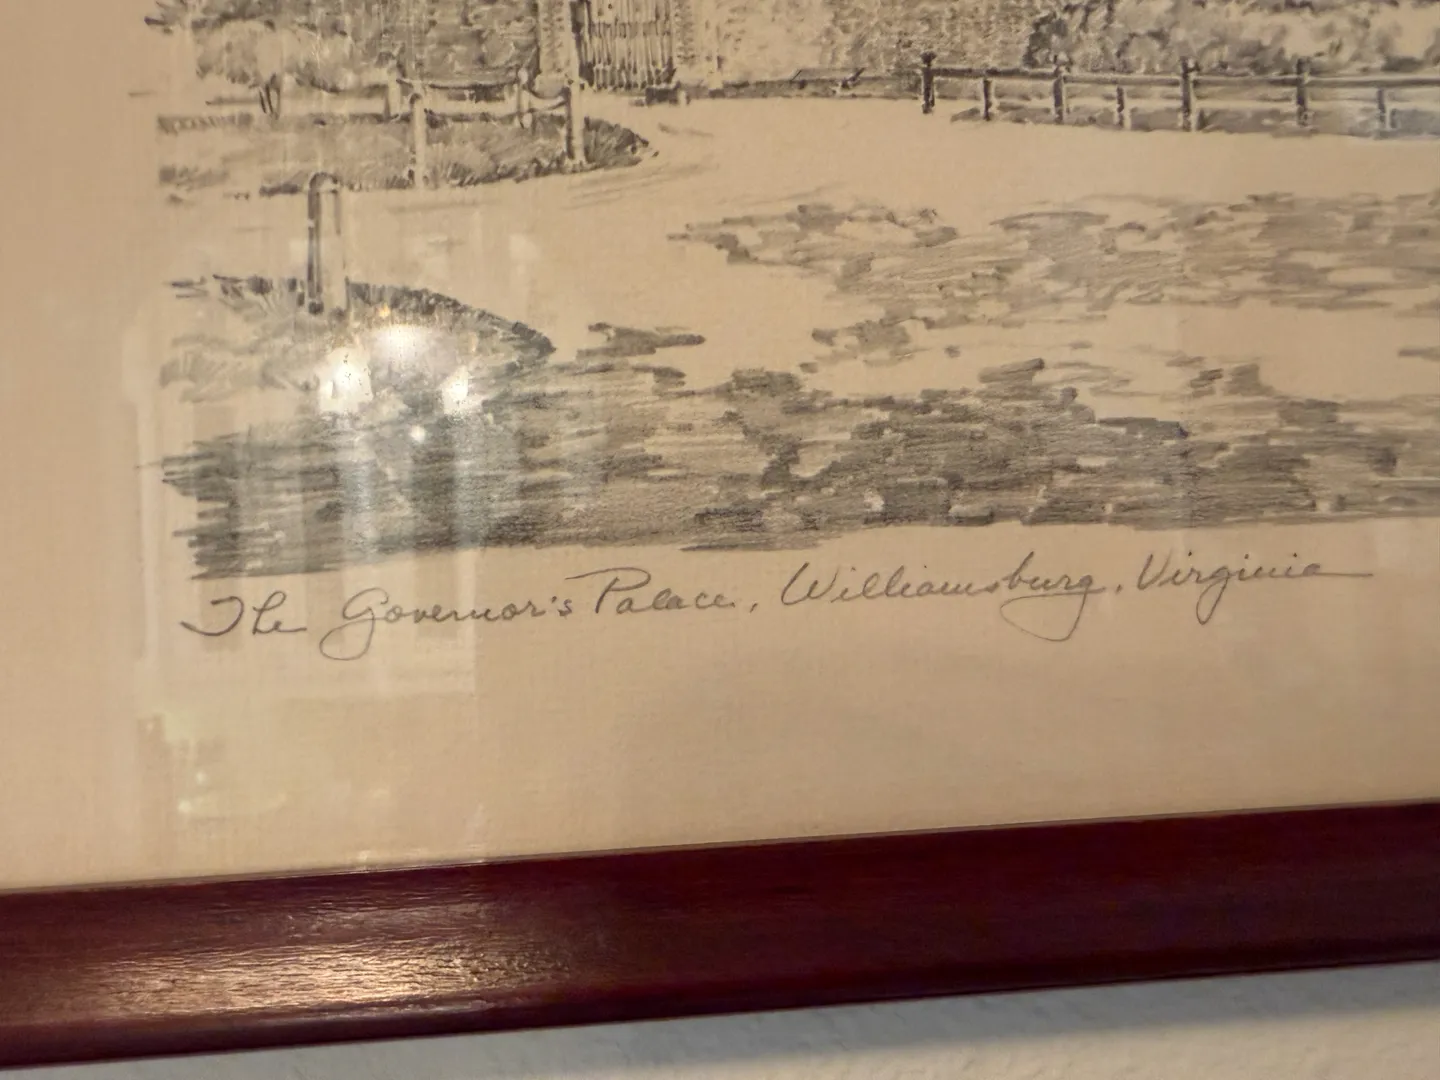 The Governor's Palace, Williamsburg, Virginia